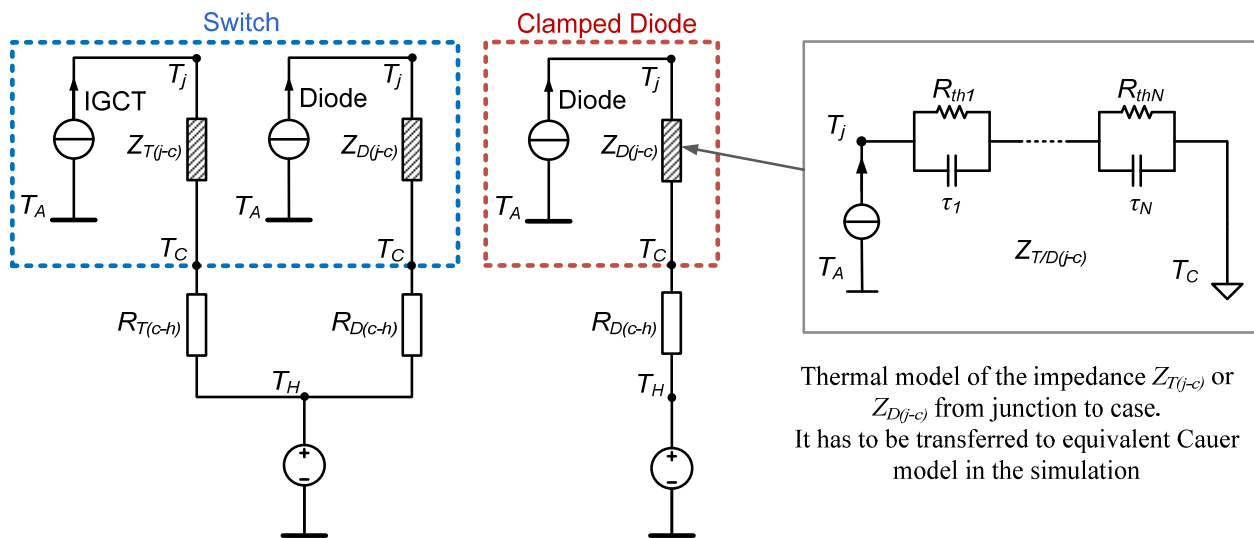 Switch
Clamped Diode
Tj
Tj
Tj
IGCT
Diode
Diode
ZT(j-c)
ZD(j-c)
ZD(j-c)
TA
TA
TA
TC
TC
TC
RT(c-h)
RD(c-h)
RD(c-h)
TH
TH
Rth1
RthN
Tj
τ1
τN
TA
ZT/D(j-c)
TC
Thermal model of the impedance ZT(j-c) or
ZD(j-c) from junction to case.
It has to be transferred to equivalent Cauer
model in the simulation